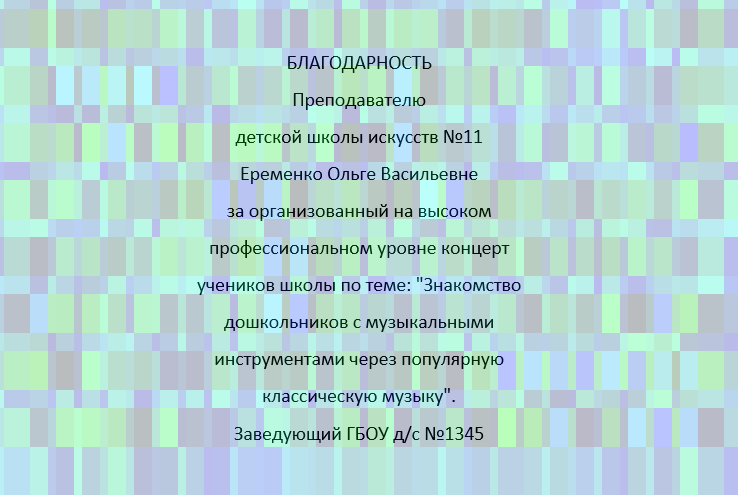 БЛАГОДАРНОСТЬ
Преподавателю
детской школы искусств №11
Еременко Ольге Васильевне
за организованный на высоком
профессиональном уровне концерт
учеников школы по теме: "Знакомство
дошкольников с музыкальными
инструментами через популярную
классическую музыку".
Заведующий ГБОУ д/с №1345